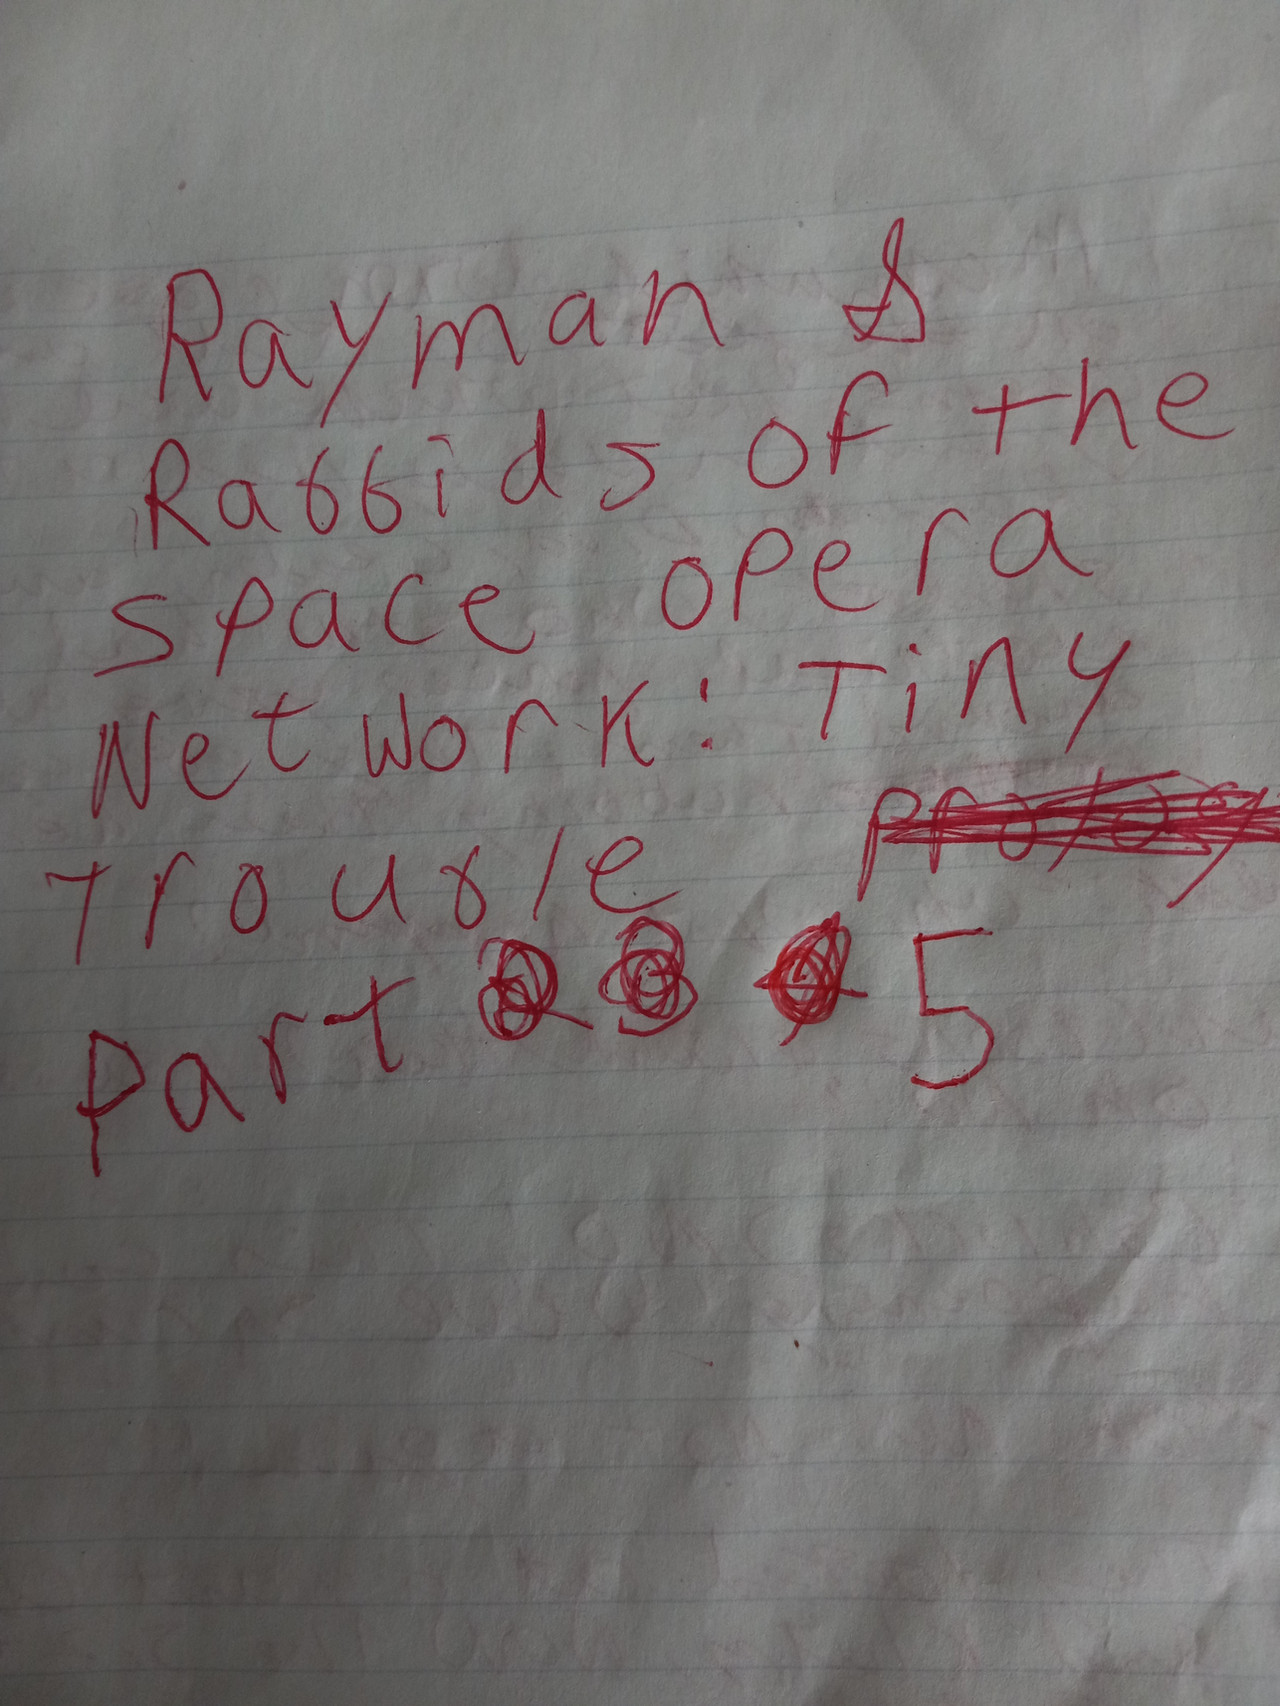 Rayman &
Rabbids of the
space opera
Network: Tiny
Trouble
Part 5